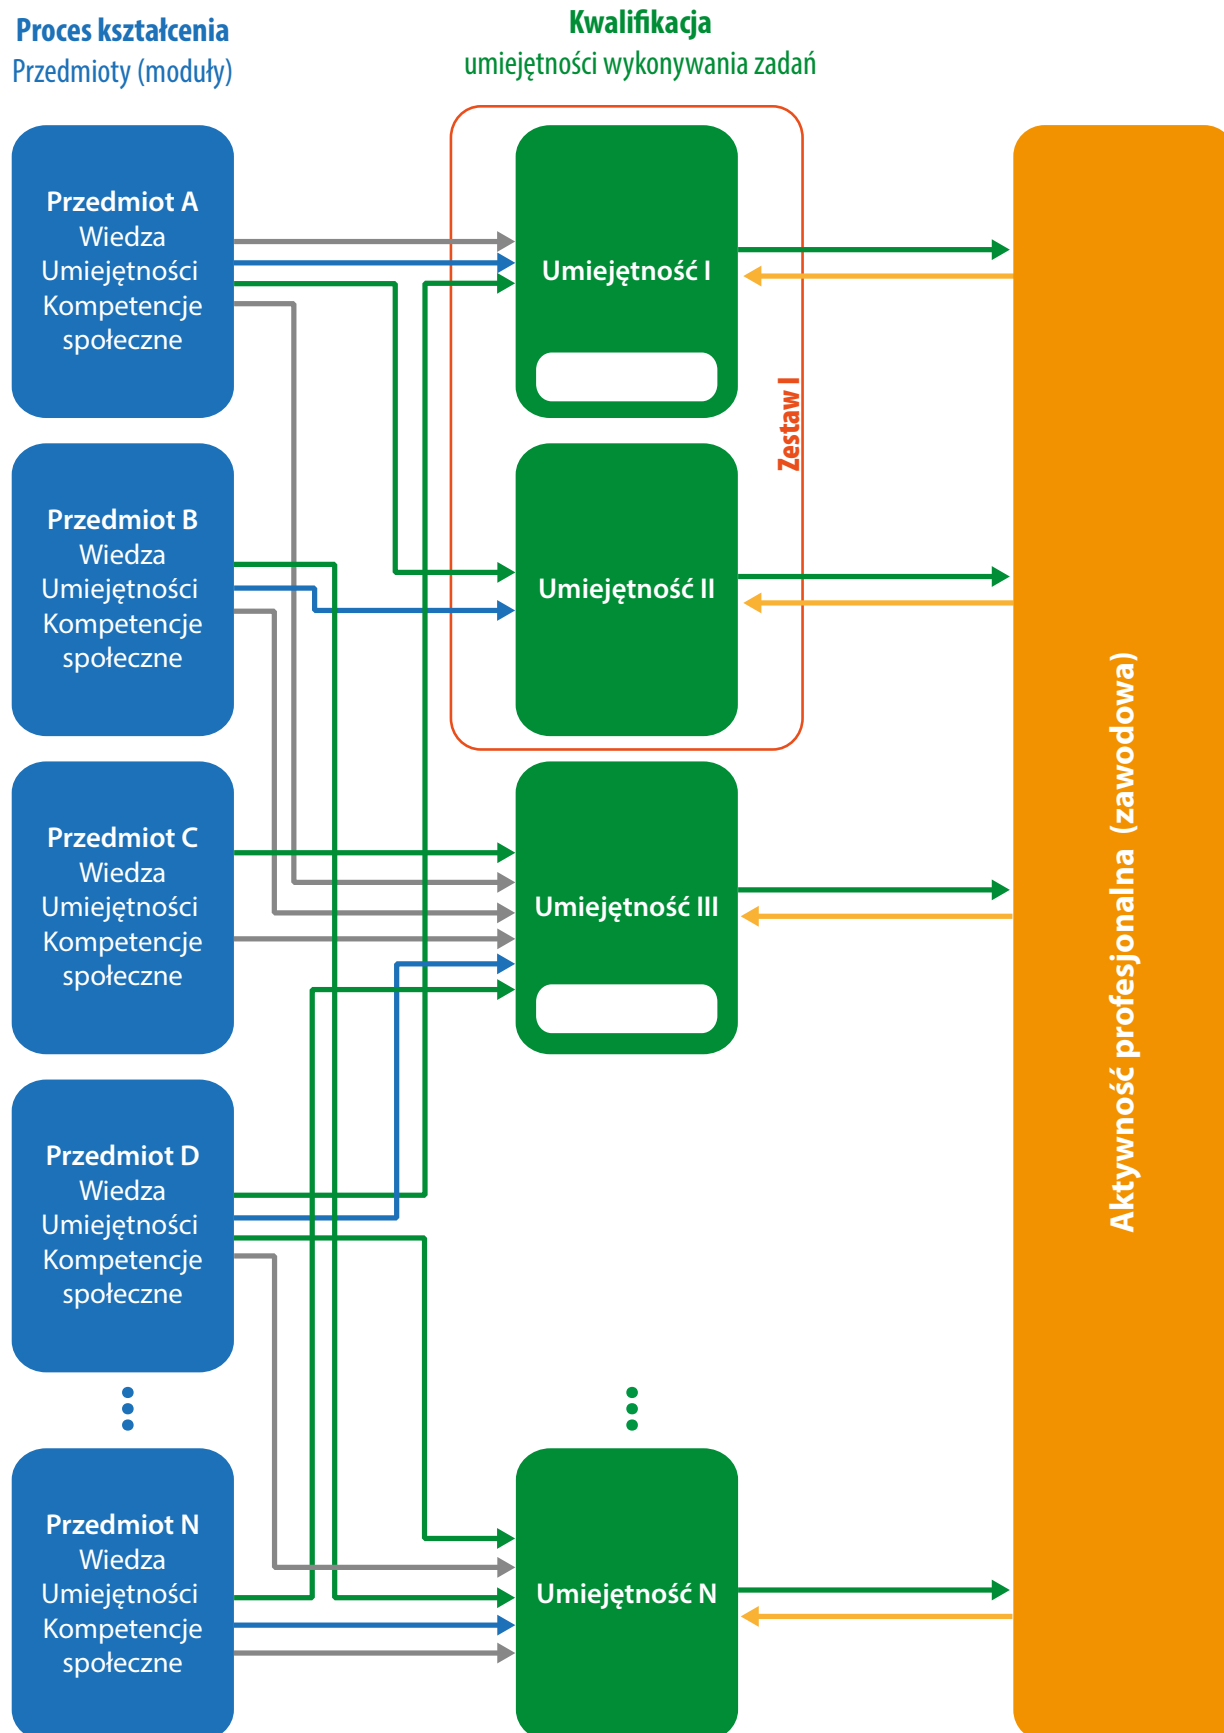 Proces kształcenia
Przedmioty (moduły)
Kwalifikacja
umiejętności wykonywania zadań
Przedmiot A
Wiedza
Umiejętności
Kompetencje
społeczne
Przedmiot B
Wiedza
Umiejętności
Kompetencje
społeczne
Przedmiot C
Wiedza
Umiejętności
Kompetencje
społeczne
Przedmiot D
Wiedza
Umiejętności
Kompetencje
społeczne
Przedmiot N
Wiedza
Umiejętności
Kompetencje
społeczne
Umiejętność I
Umiejętność II
Zestaw I
Umiejętność III
Umiejętność N
Aktywność profesjonalna (zawodowa)